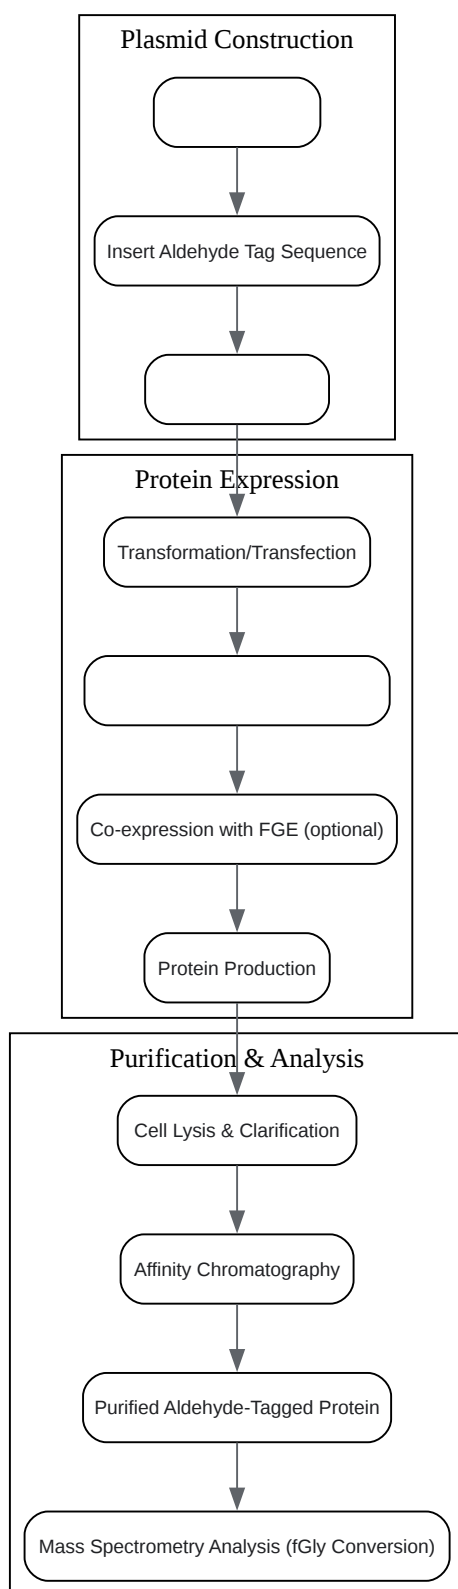 Plasmid Construction
Insert Aldehyde Tag Sequence
Protein Expression
Transformation/Transfection
Co-expression with FGE (optional)
Protein Production
Purification & Analysis
Cell Lysis & Clarification
Affinity Chromatography
Purified Aldehyde-Tagged Protein
Mass Spectrometry Analysis (fGly Conversion)